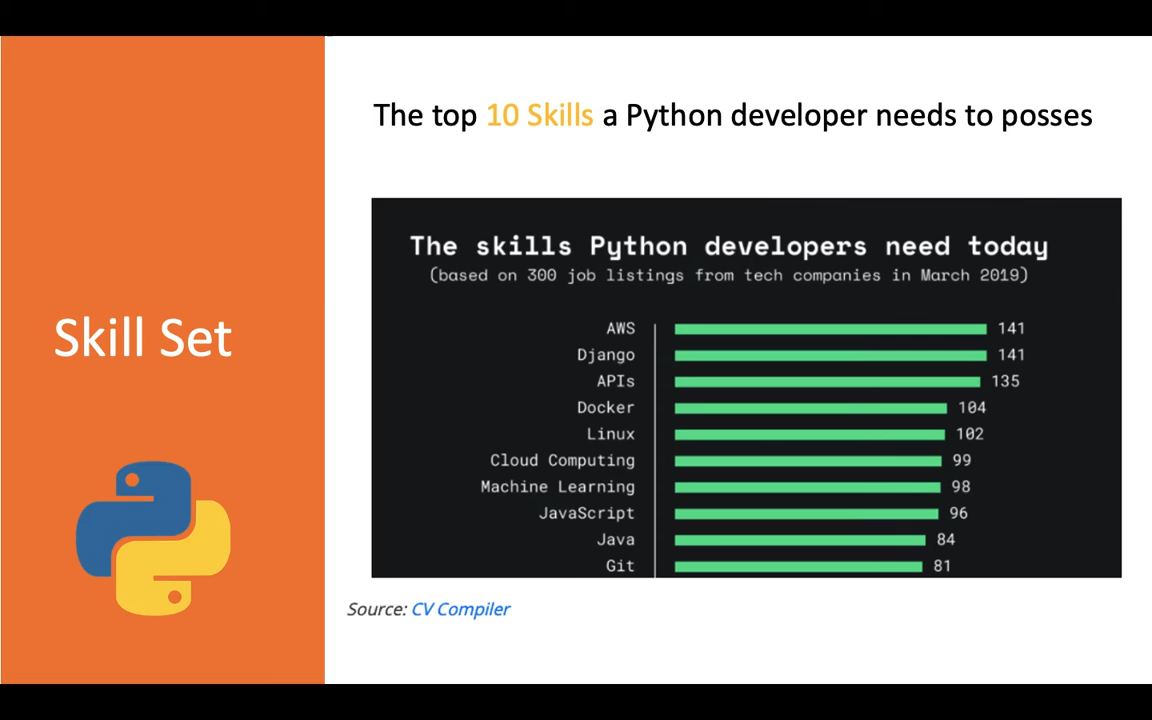 The top 10 Skills a Python developer needs to posses
The skills Python developers need today
(based on 300 job listings from tech companies in March 2019)
AWS 141
Django 141
APIs 135
Docker 104
Linux 102
Cloud Computing 99
Machine Learning 98
JavaScript 96
Java 84
Git 81
Skill Set
Source: CV Compiler